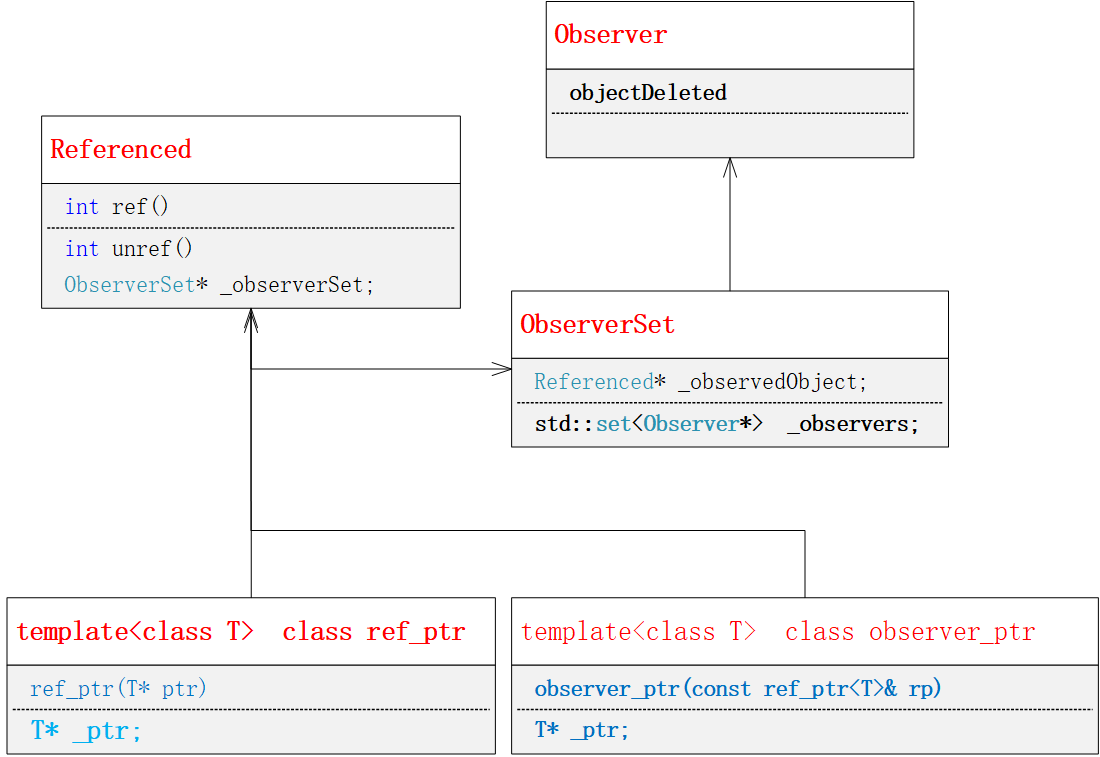 Observer
objectDeleted
Referenced
int ref()
int unref()
ObserverSet* _observerSet;
ObserverSet
Referenced* _observedObject;
std::set<Observer*> _observers;
template<class T> class ref_ptr
ref_ptr(T* ptr)
T* _ptr;
template<class T> class observer_ptr
observer_ptr(const ref_ptr<T>& rp)
T* _ptr;